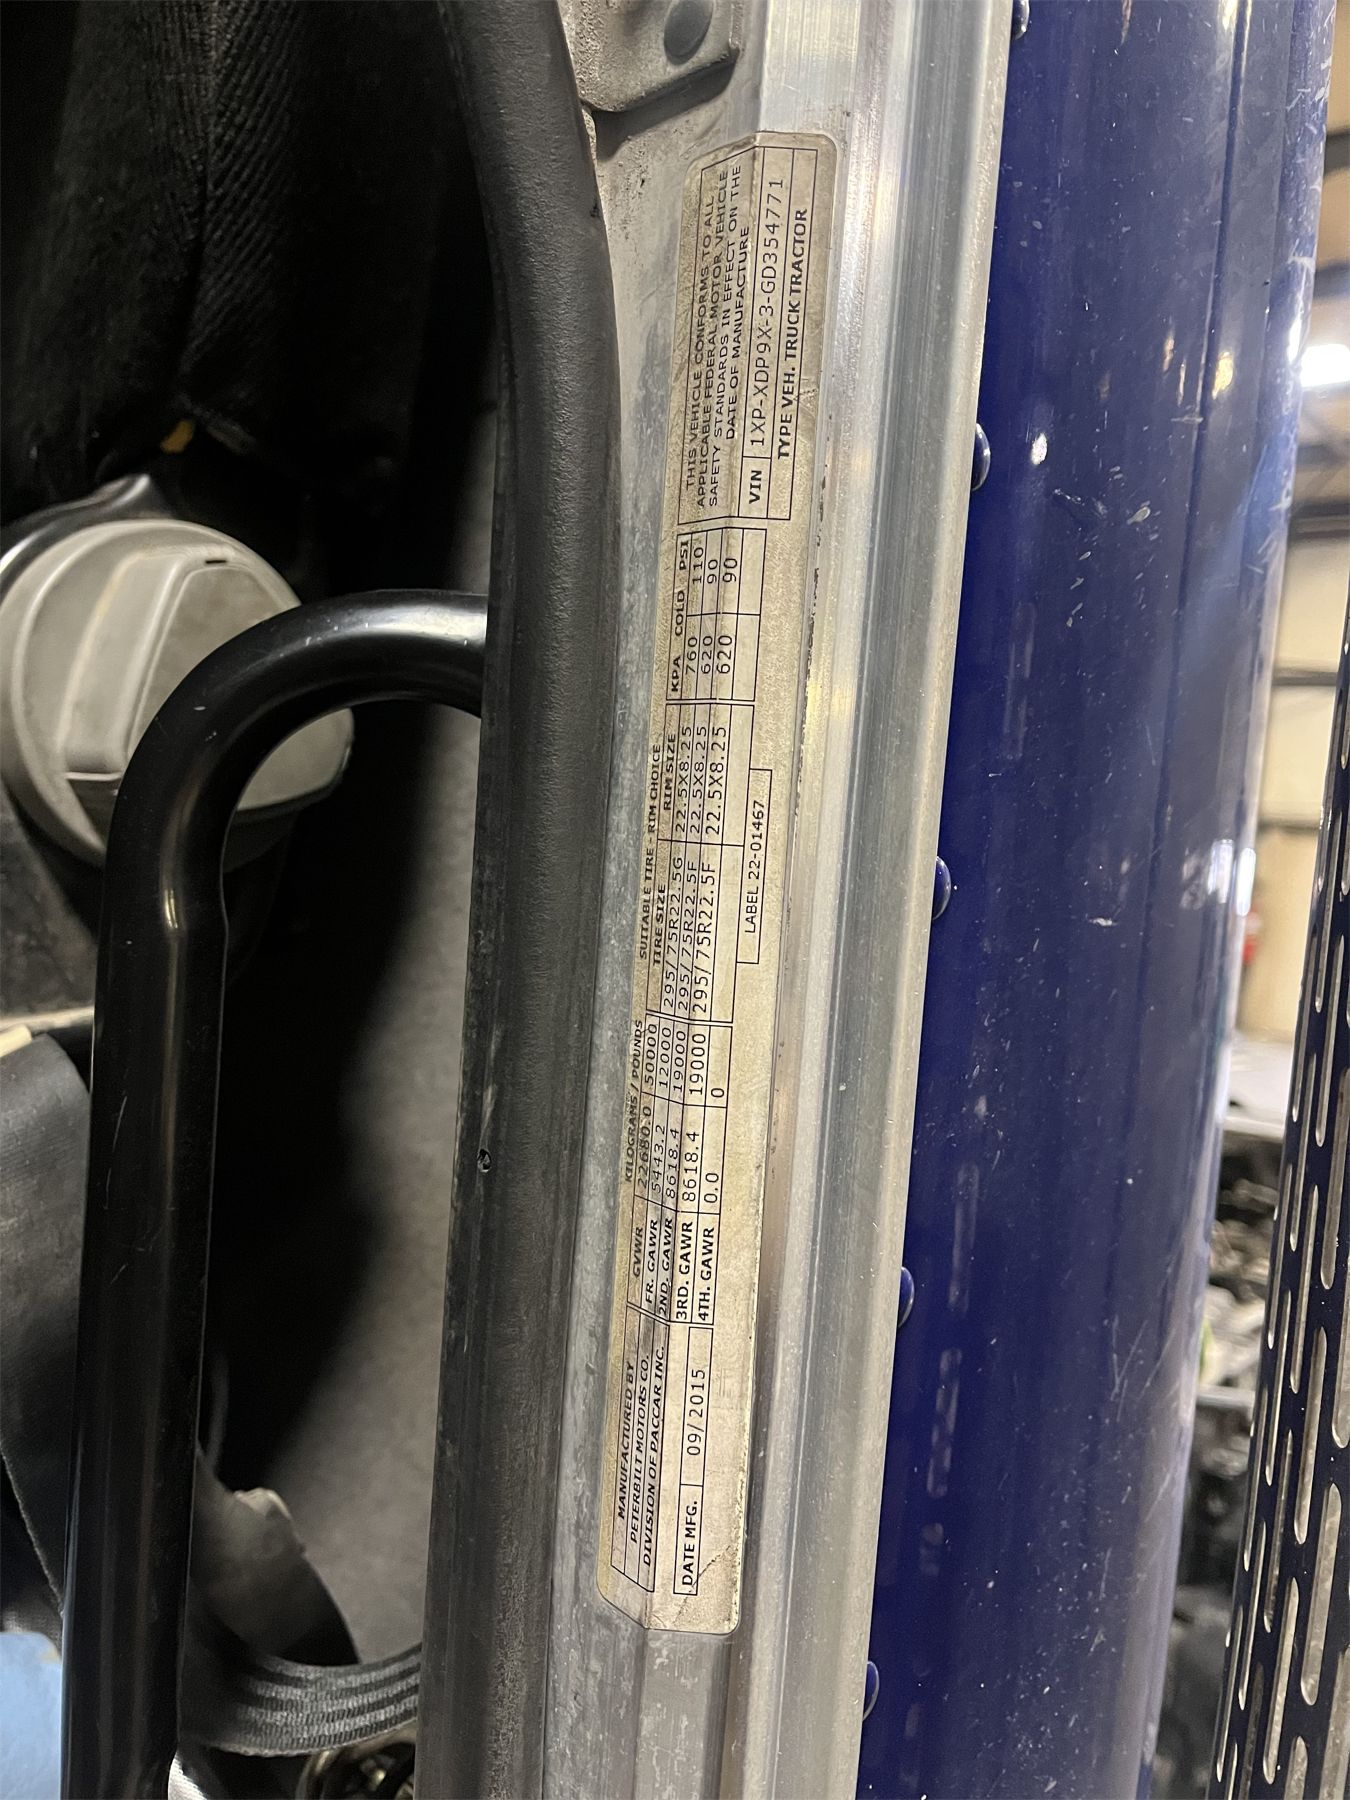 MANUFACTURED BY
PETERBILT MOTORS CO.
DIVISION OF PACCAR INC.
DATE MFG. 09/2015
KILOGRAMS / POUNDS
GVWR 22680.0 50000
FR. GAWR 5443.2 12000
2ND. GAWR 8618.4 19000
3RD. GAWR 8618.4 19000
4TH. GAWR 0.0 0
SUITABLE TIRE - RIM CHOICE
TIRE SIZE RIM SIZE KPA COLD PSI
295/75R22.5G 22.5X8.25 760 110
295/75R22.5F 22.5X8.25 620 90
295/75R22.5F 22.5X8.25 620 90
LABEL 22-01467
THIS VEHICLE CONFORMS TO ALL
APPLICABLE FEDERAL MOTOR VEHICLE
SAFETY STANDARDS IN EFFECT ON THE
DATE OF MANUFACTURE
VIN 1XP-XDP9X-3-GD354771
TYPE VEH. TRUCK TRACTOR